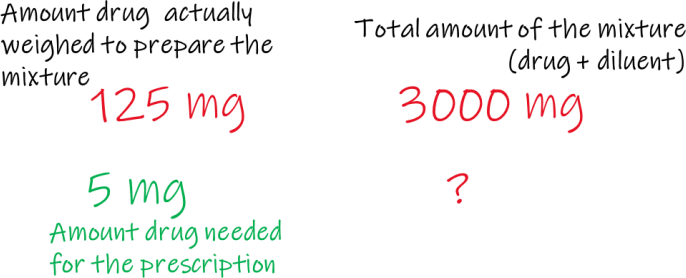 Amount drug actually
weighed to prepare the
mixture
125 mg
Total amount of the mixture
(drug + diluent)
3000 mg
5 mg
?
Amount drug needed
for the prescription